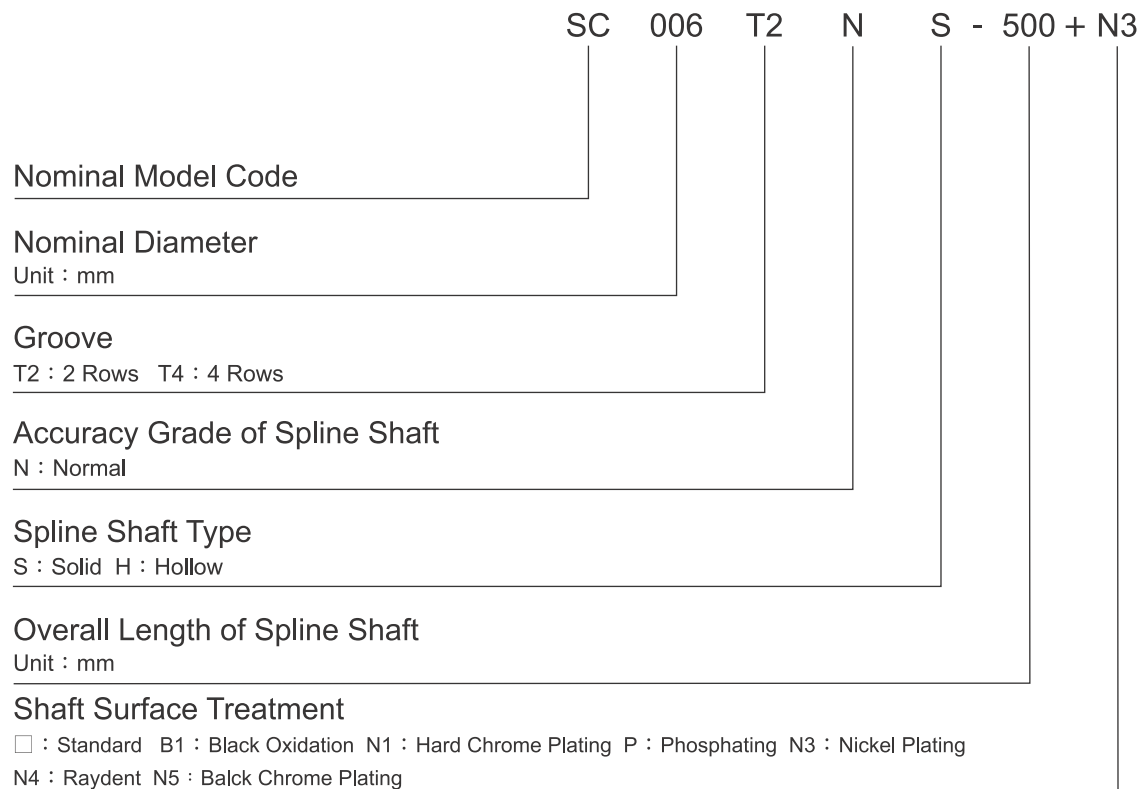 SC 006 T2 N S - 500 + N3
Nominal Model Code
Nominal Diameter
Unit：mm
Groove
T2：2 Rows T4：4 Rows
Accuracy Grade of Spline Shaft
N：Normal
Spline Shaft Type
S：Solid H：Hollow
Overall Length of Spline Shaft
Unit：mm
Shaft Surface Treatment
□：Standard B1：Black Oxidation N1：Hard Chrome Plating P：Phosphating N3：Nickel Plating
N4：Raydent N5：Balck Chrome Plating